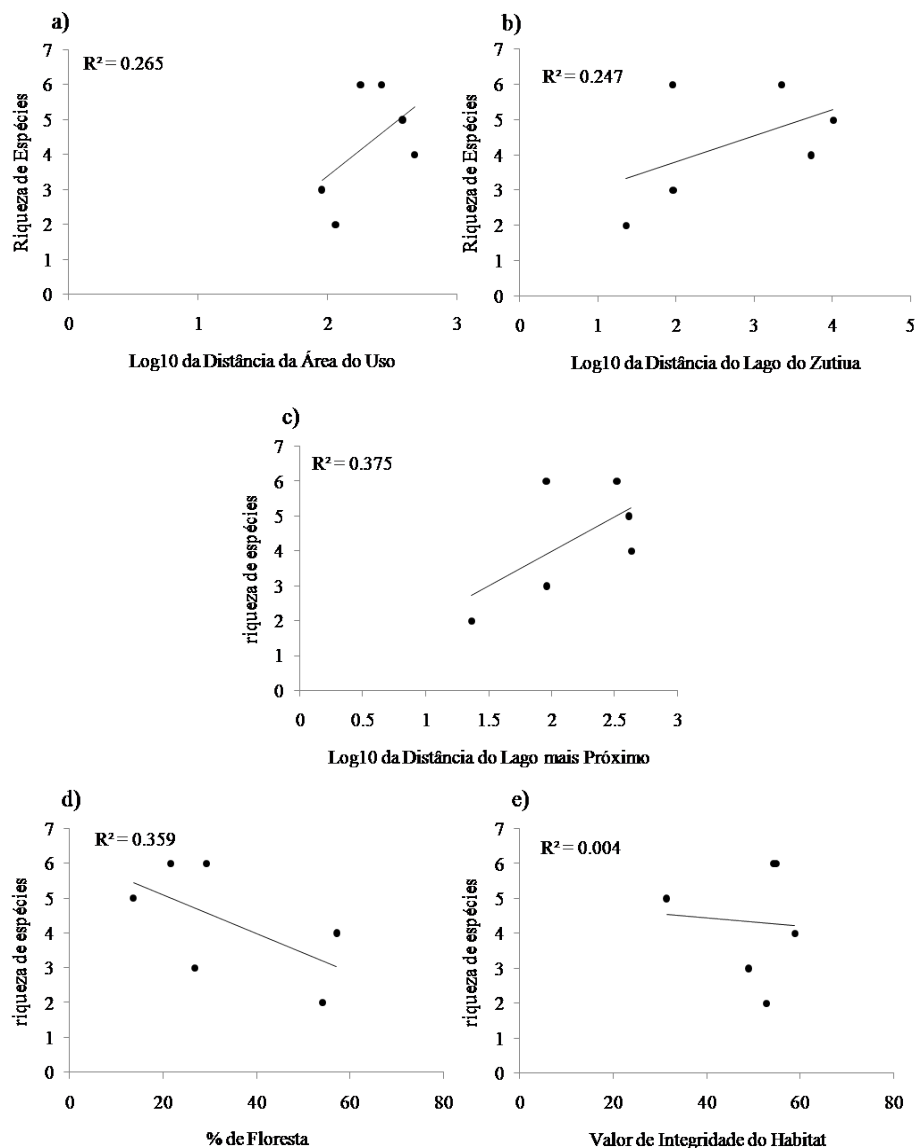 a)
R² = 0.265
Riqueza de Espécies
7
6
5
4
3
2
1
0
0 1 2 3
Log10 da Distância da Área do Uso
b)
R² = 0.247
Riqueza de Espécies
7
6
5
4
3
2
1
0
0 1 2 3 4 5
Log10 da Distância do Lago do Zutiua
c)
R² = 0.375
riqueza de espécies
7
6
5
4
3
2
1
0
0 0.5 1 1.5 2 2.5 3
Log10 da Distância do Lago mais Próximo
d)
R² = 0.359
riqueza de espécies
7
6
5
4
3
2
1
0
0 20 40 60 80
% de Floresta
e)
R² = 0.004
riqueza de espécies
7
6
5
4
3
2
1
0
0 20 40 60 80
Valor de Integridade do Habitat